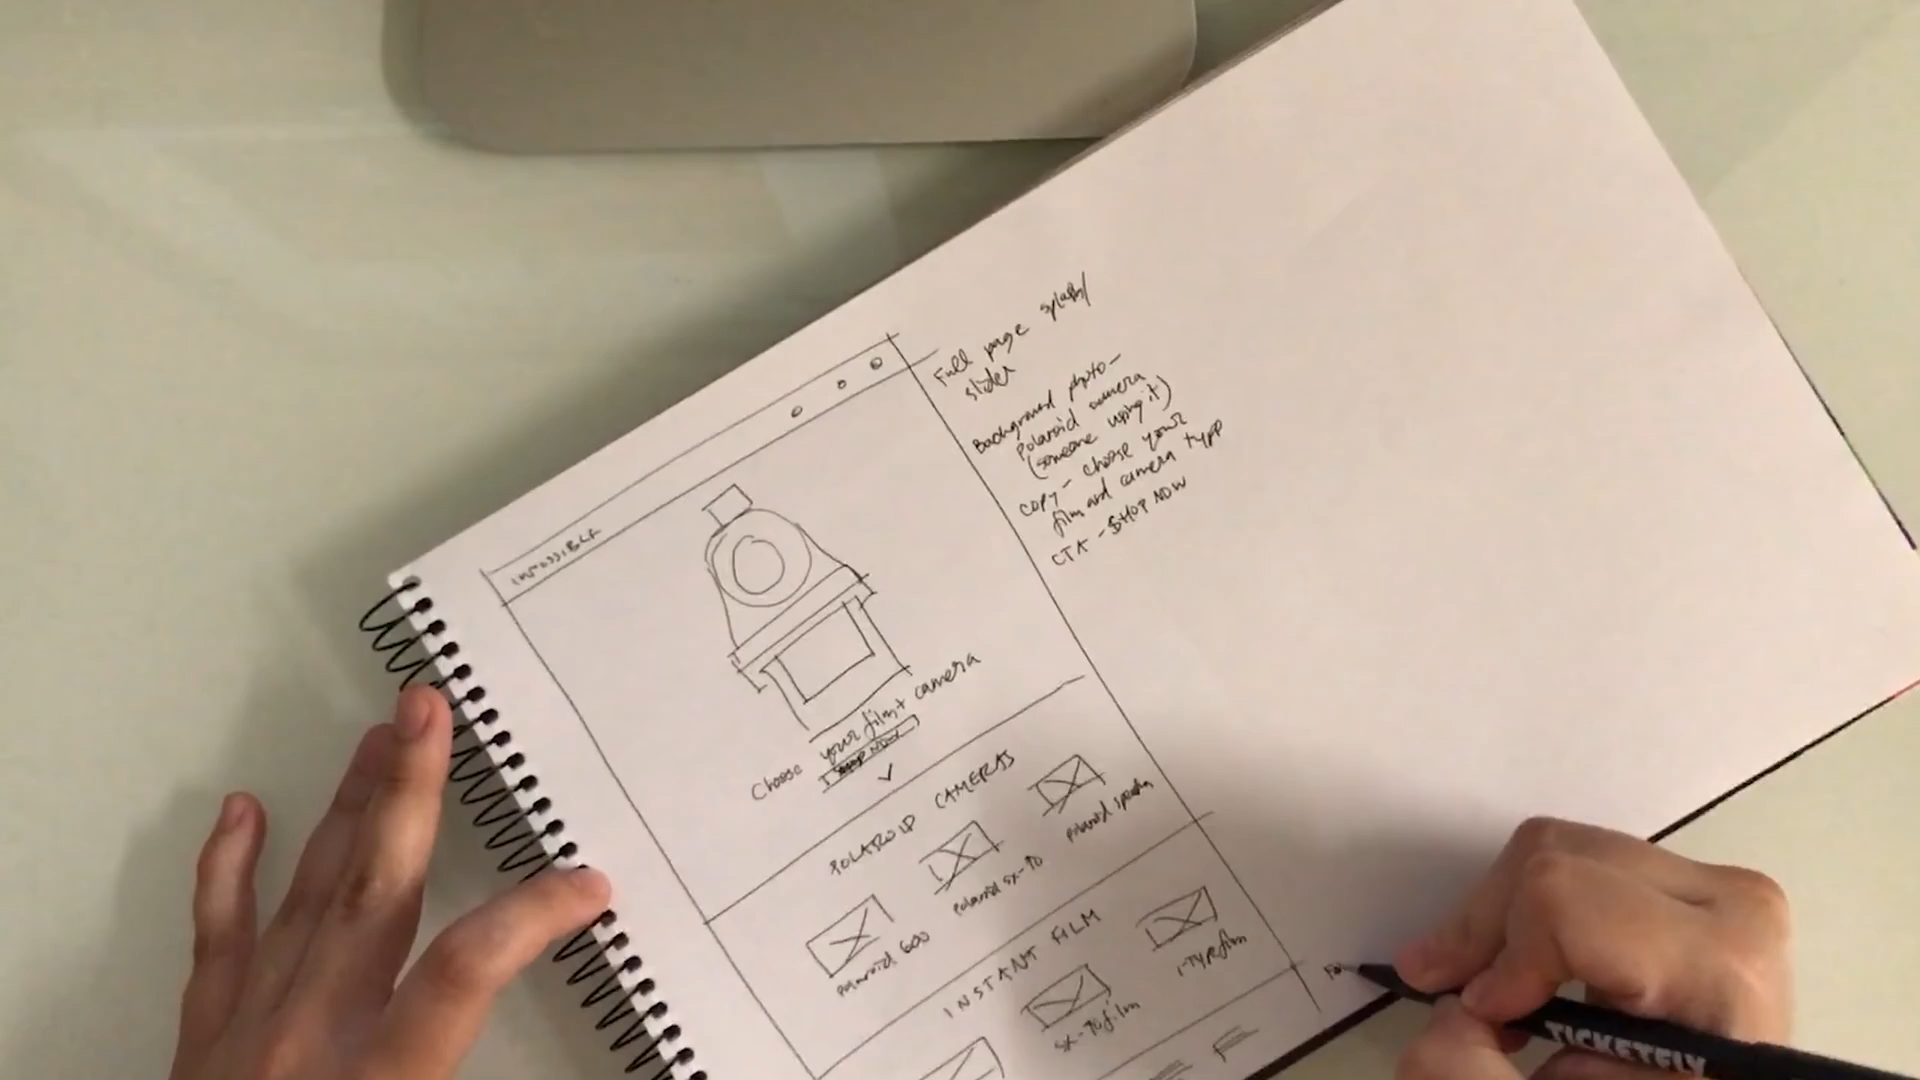 IMPOSSIBLE
Choose your film + camera
SHOP NOW
POLAROID CAMERAS
polaroid 600
polaroid SX-70
polaroid spectra
INSTANT FILM
SX-70 film
I-TYPE film
Full page splash/
slider
Background photo -
Polaroid camera
(someone using it)
copy - choose your
film and camera type
CTA - SHOP NOW
TICKETFLY